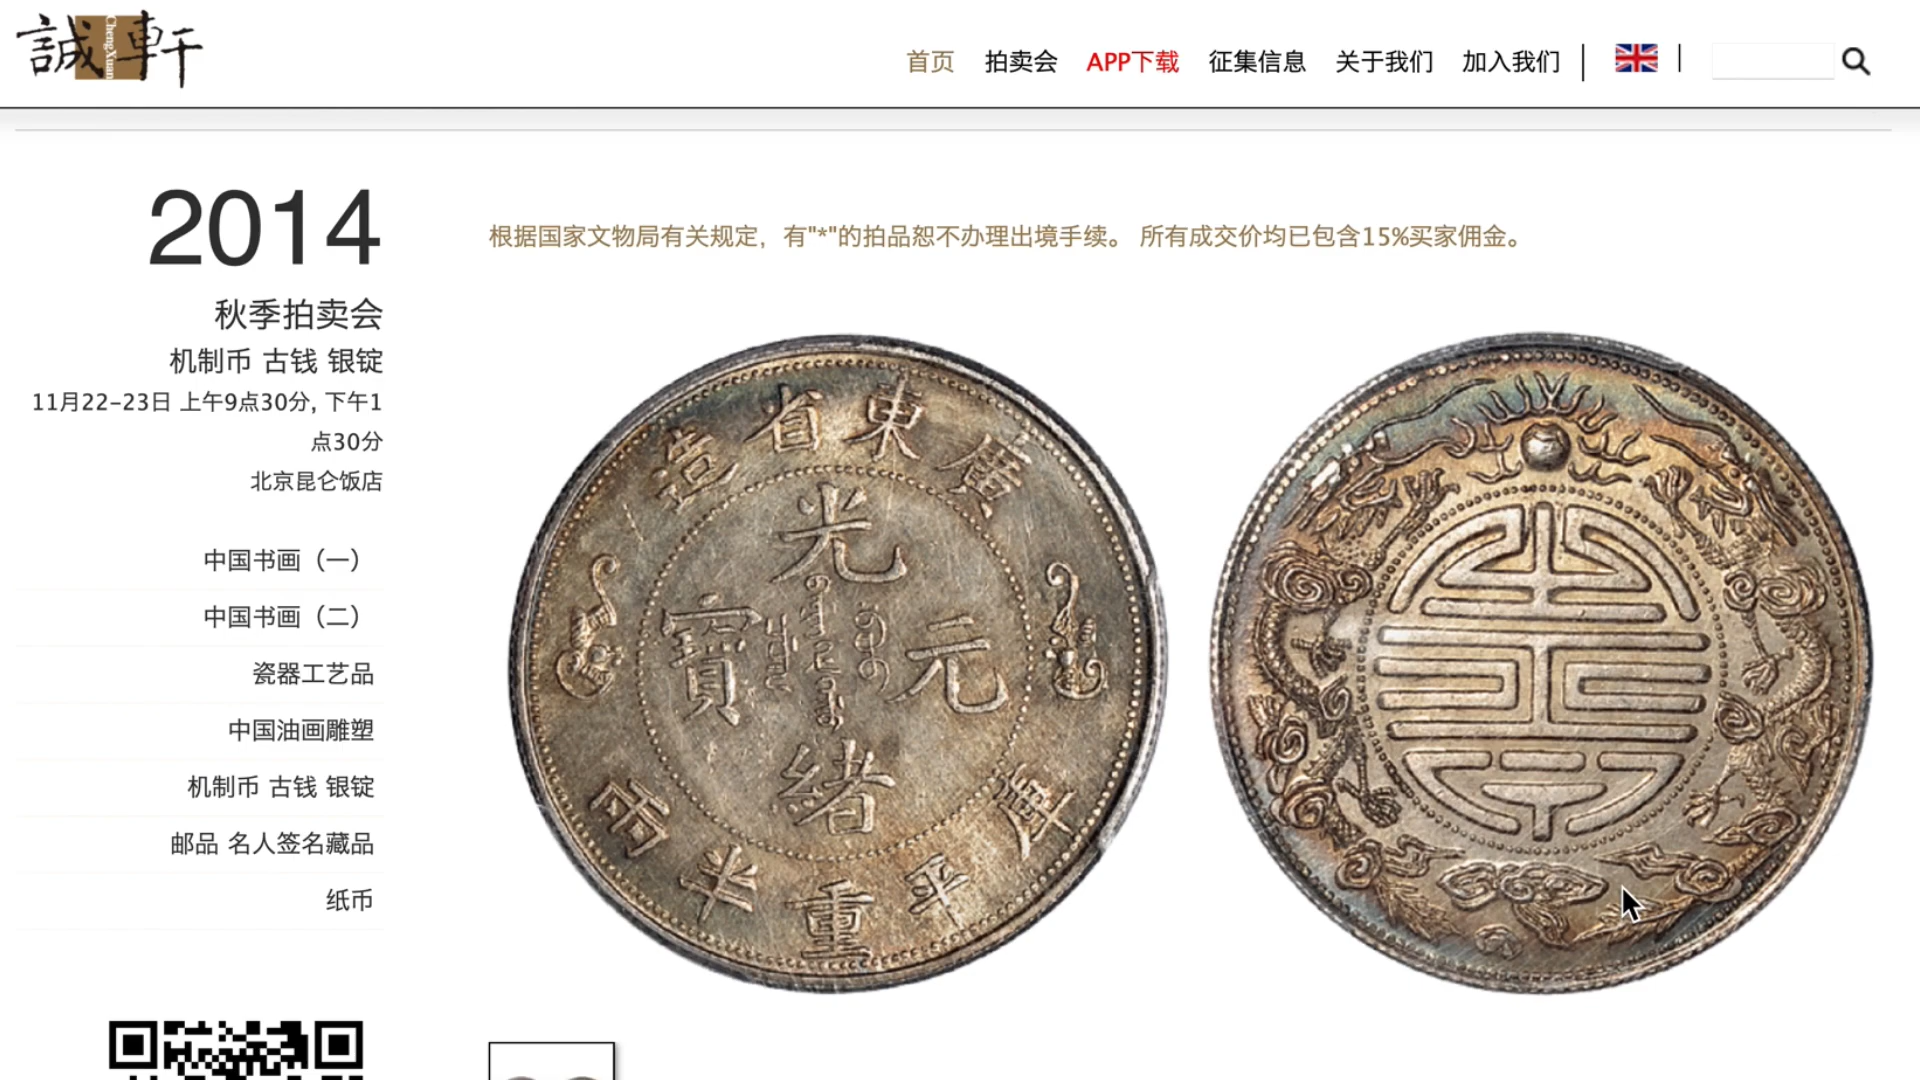 誠軒
ChengXuan
首页 拍卖会 APP下载 征集信息 关于我们 加入我们
2014
秋季拍卖会
机制币 古钱 银锭
11月22-23日 上午9点30分, 下午1
点30分
北京昆仑饭店
中国书画（一）
中国书画（二）
瓷器工艺品
中国油画雕塑
机制币 古钱 银锭
邮品 名人签名藏品
纸币
根据国家文物局有关规定，有"*"的拍品恕不办理出境手续。 所有成交价均已包含15%买家佣金。
造省東廣
光緒元寶
兩半重平庫